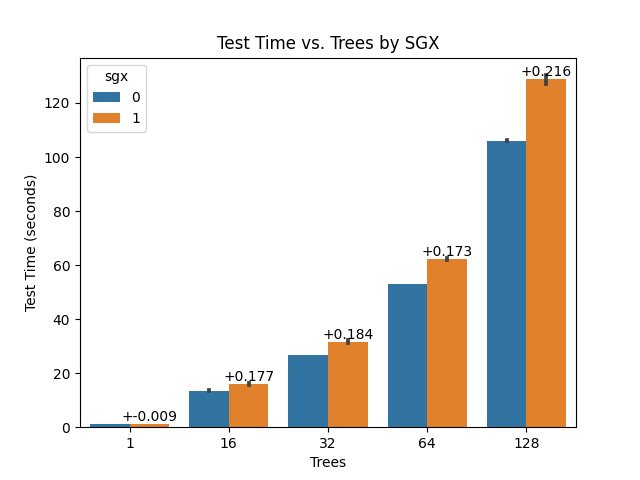 Test Time vs. Trees by SGX
sgx
0
1
+-0.009
+0.177
+0.184
+0.173
+0.216
120
100
80
60
40
20
0
Test Time (seconds)
1 16 32 64 128
Trees